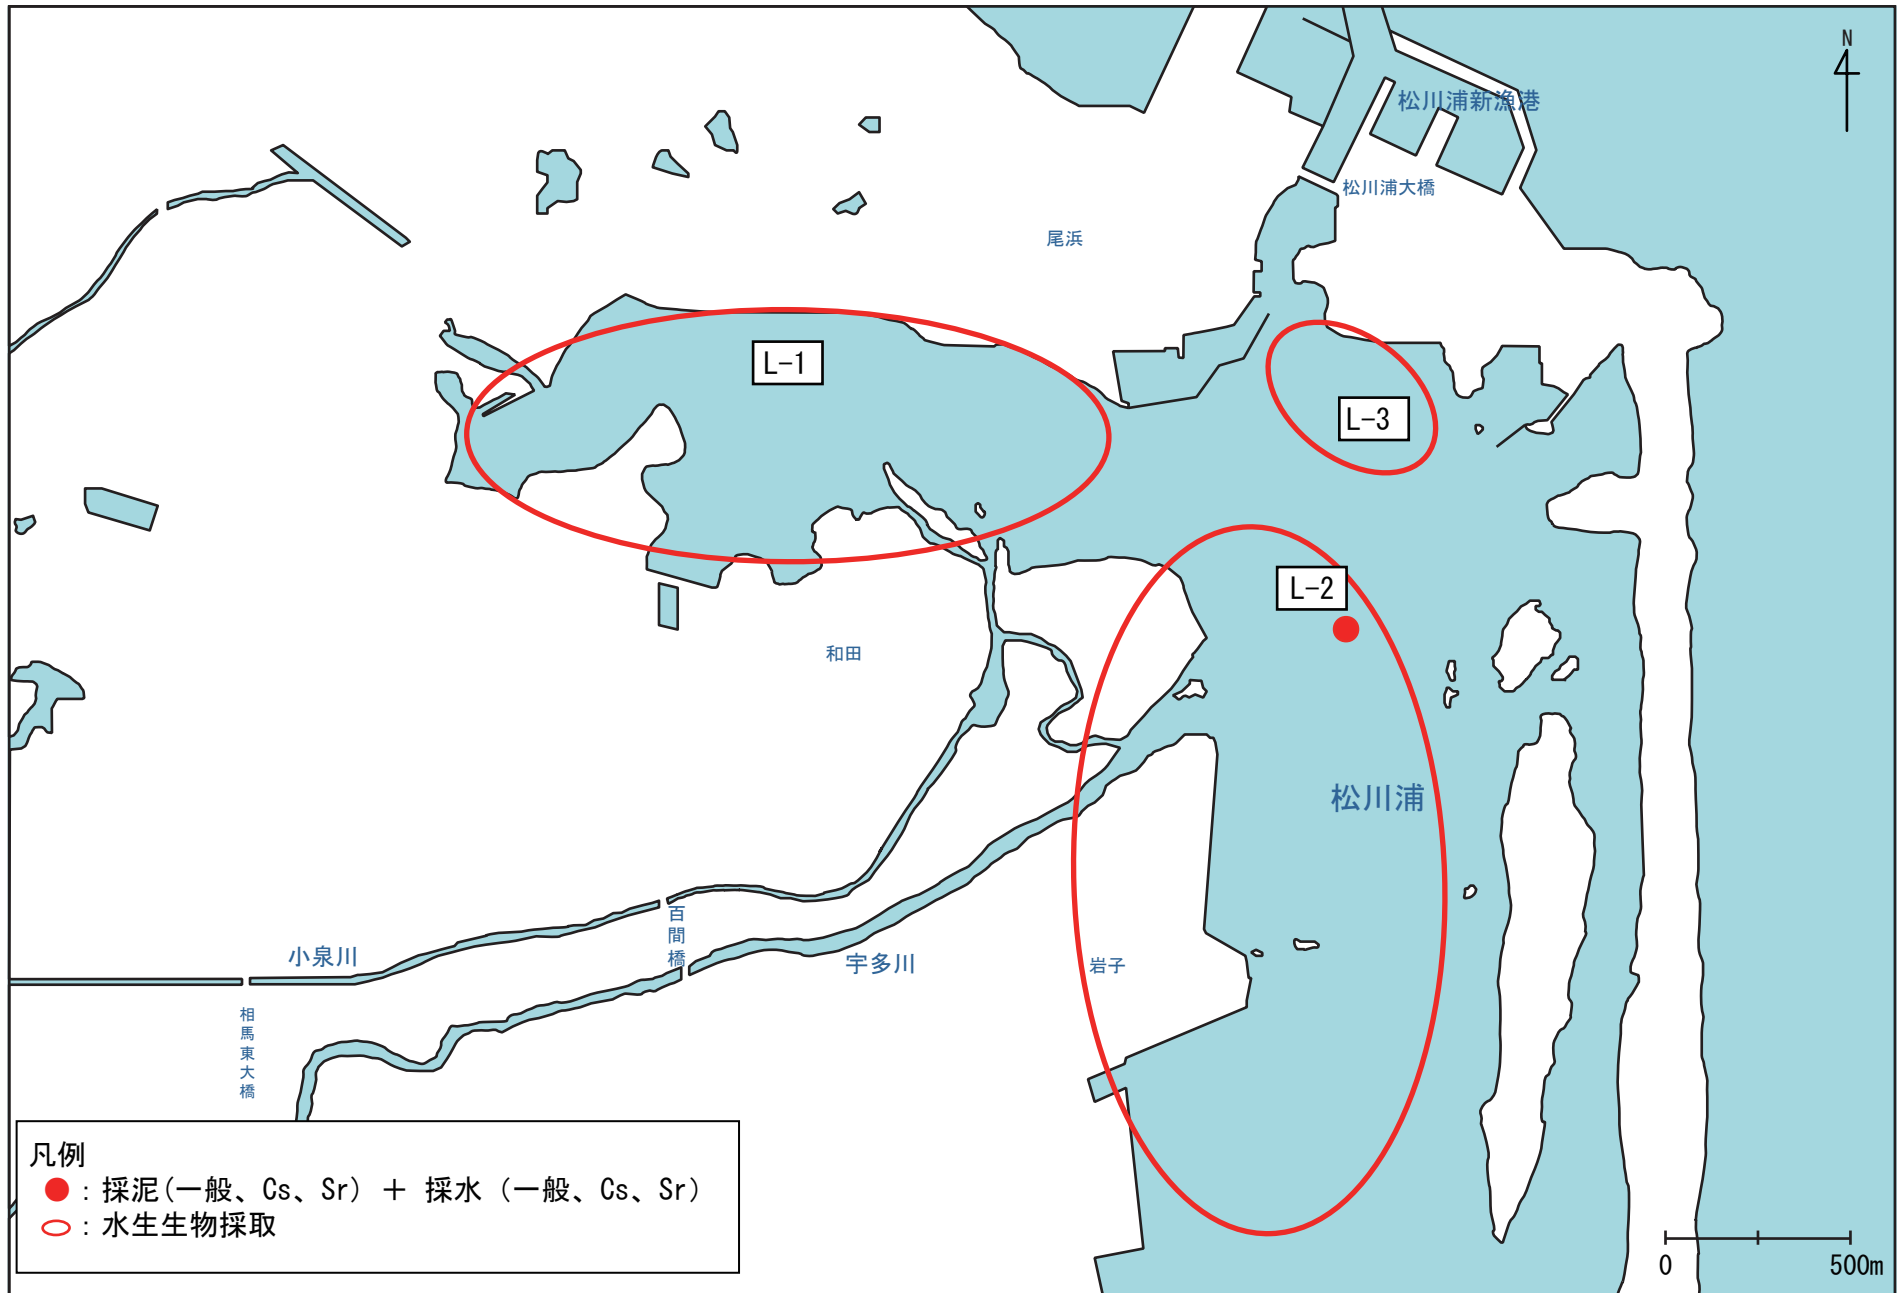 N
松川浦新漁港
松川浦大橋
尾浜
L-1
L-3
L-2
和田
松川浦
百間橋
小泉川
宇多川
岩子
相馬東大橋
凡例
：採泥(一般、Cs、Sr) ＋ 採水 (一般、Cs、Sr)
：水生生物採取
0 500m